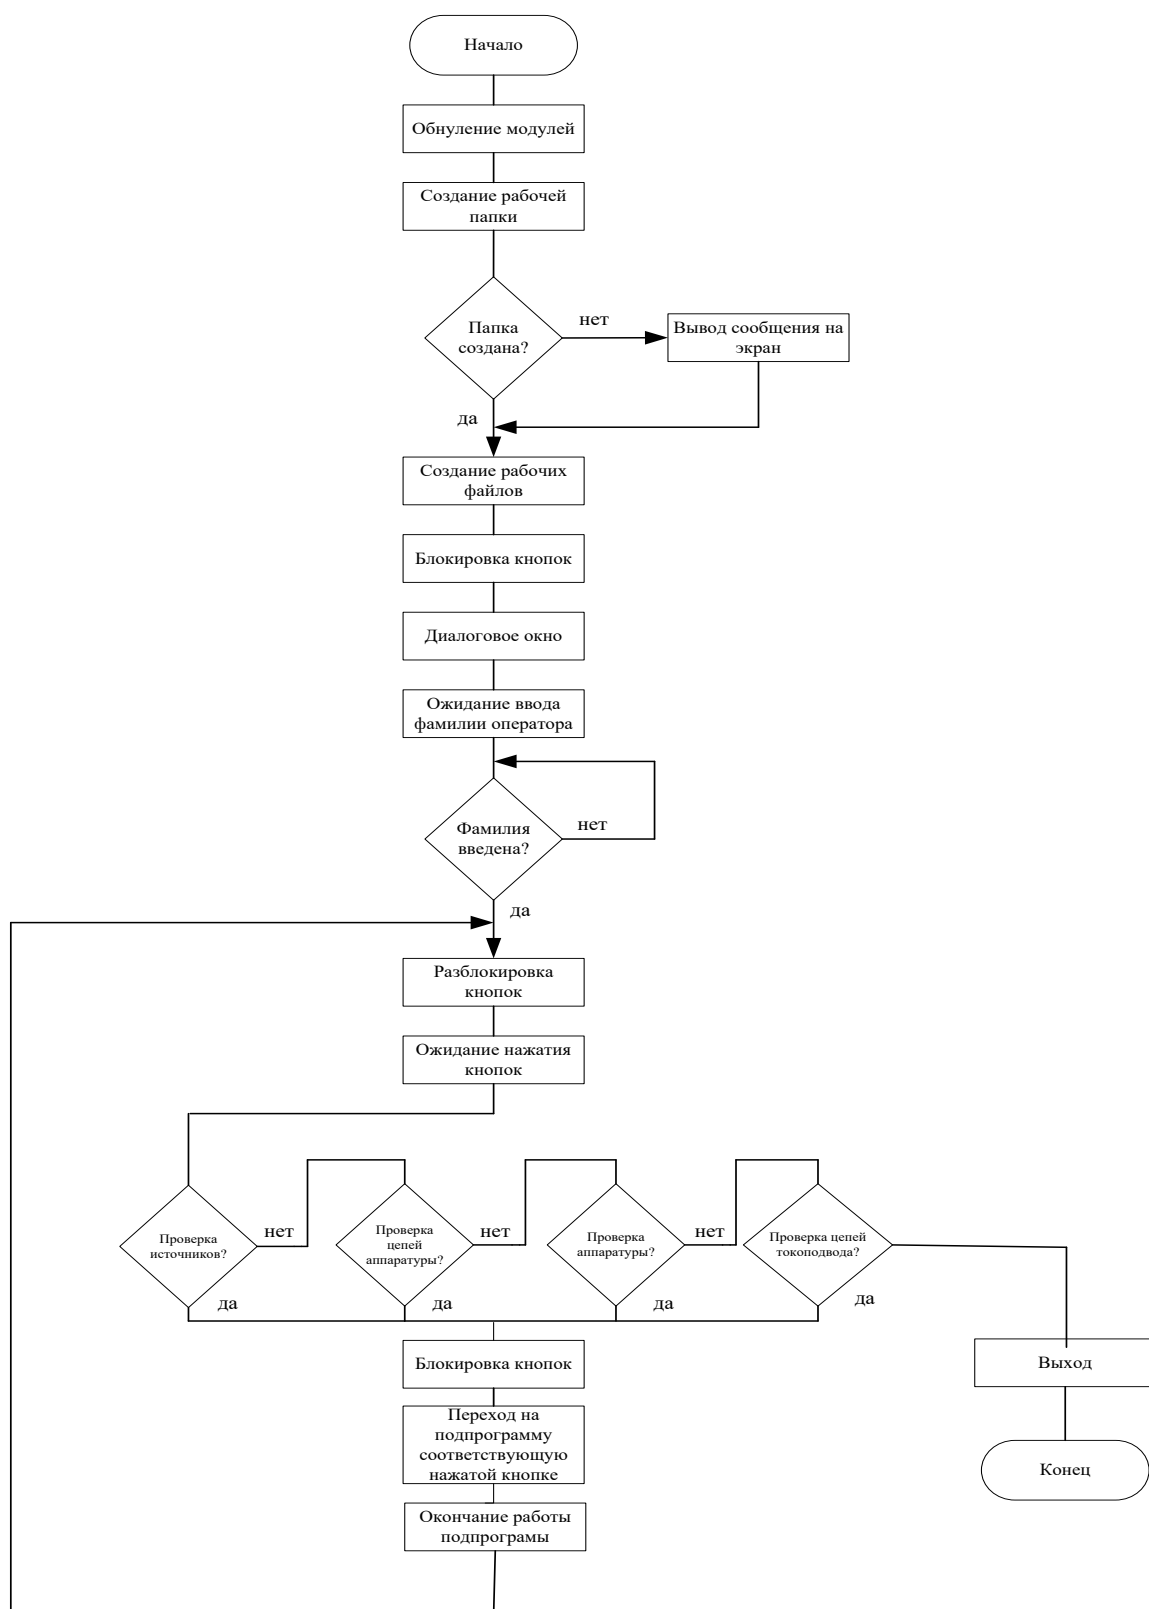 Начало
Обнуление модулей
Создание рабочей
папки
Папка
создана?
нет
Вывод сообщения на
экран
да
Создание рабочих
файлов
Блокировка кнопок
Диалоговое окно
Ожидание ввода
фамилии оператора
Фамилия
введена?
нет
да
Разблокировка
кнопок
Ожидание нажатия
кнопок
Проверка
источников?
нет
Проверка
цепей
аппаратуры?
нет
Проверка
аппаратуры?
нет
Проверка цепей
токоподвода?
да
да
да
да
Блокировка кнопок
Выход
Переход на
подпрограмму
соответствующую
нажатой кнопке
Конец
Окончание работы
подпрограмы